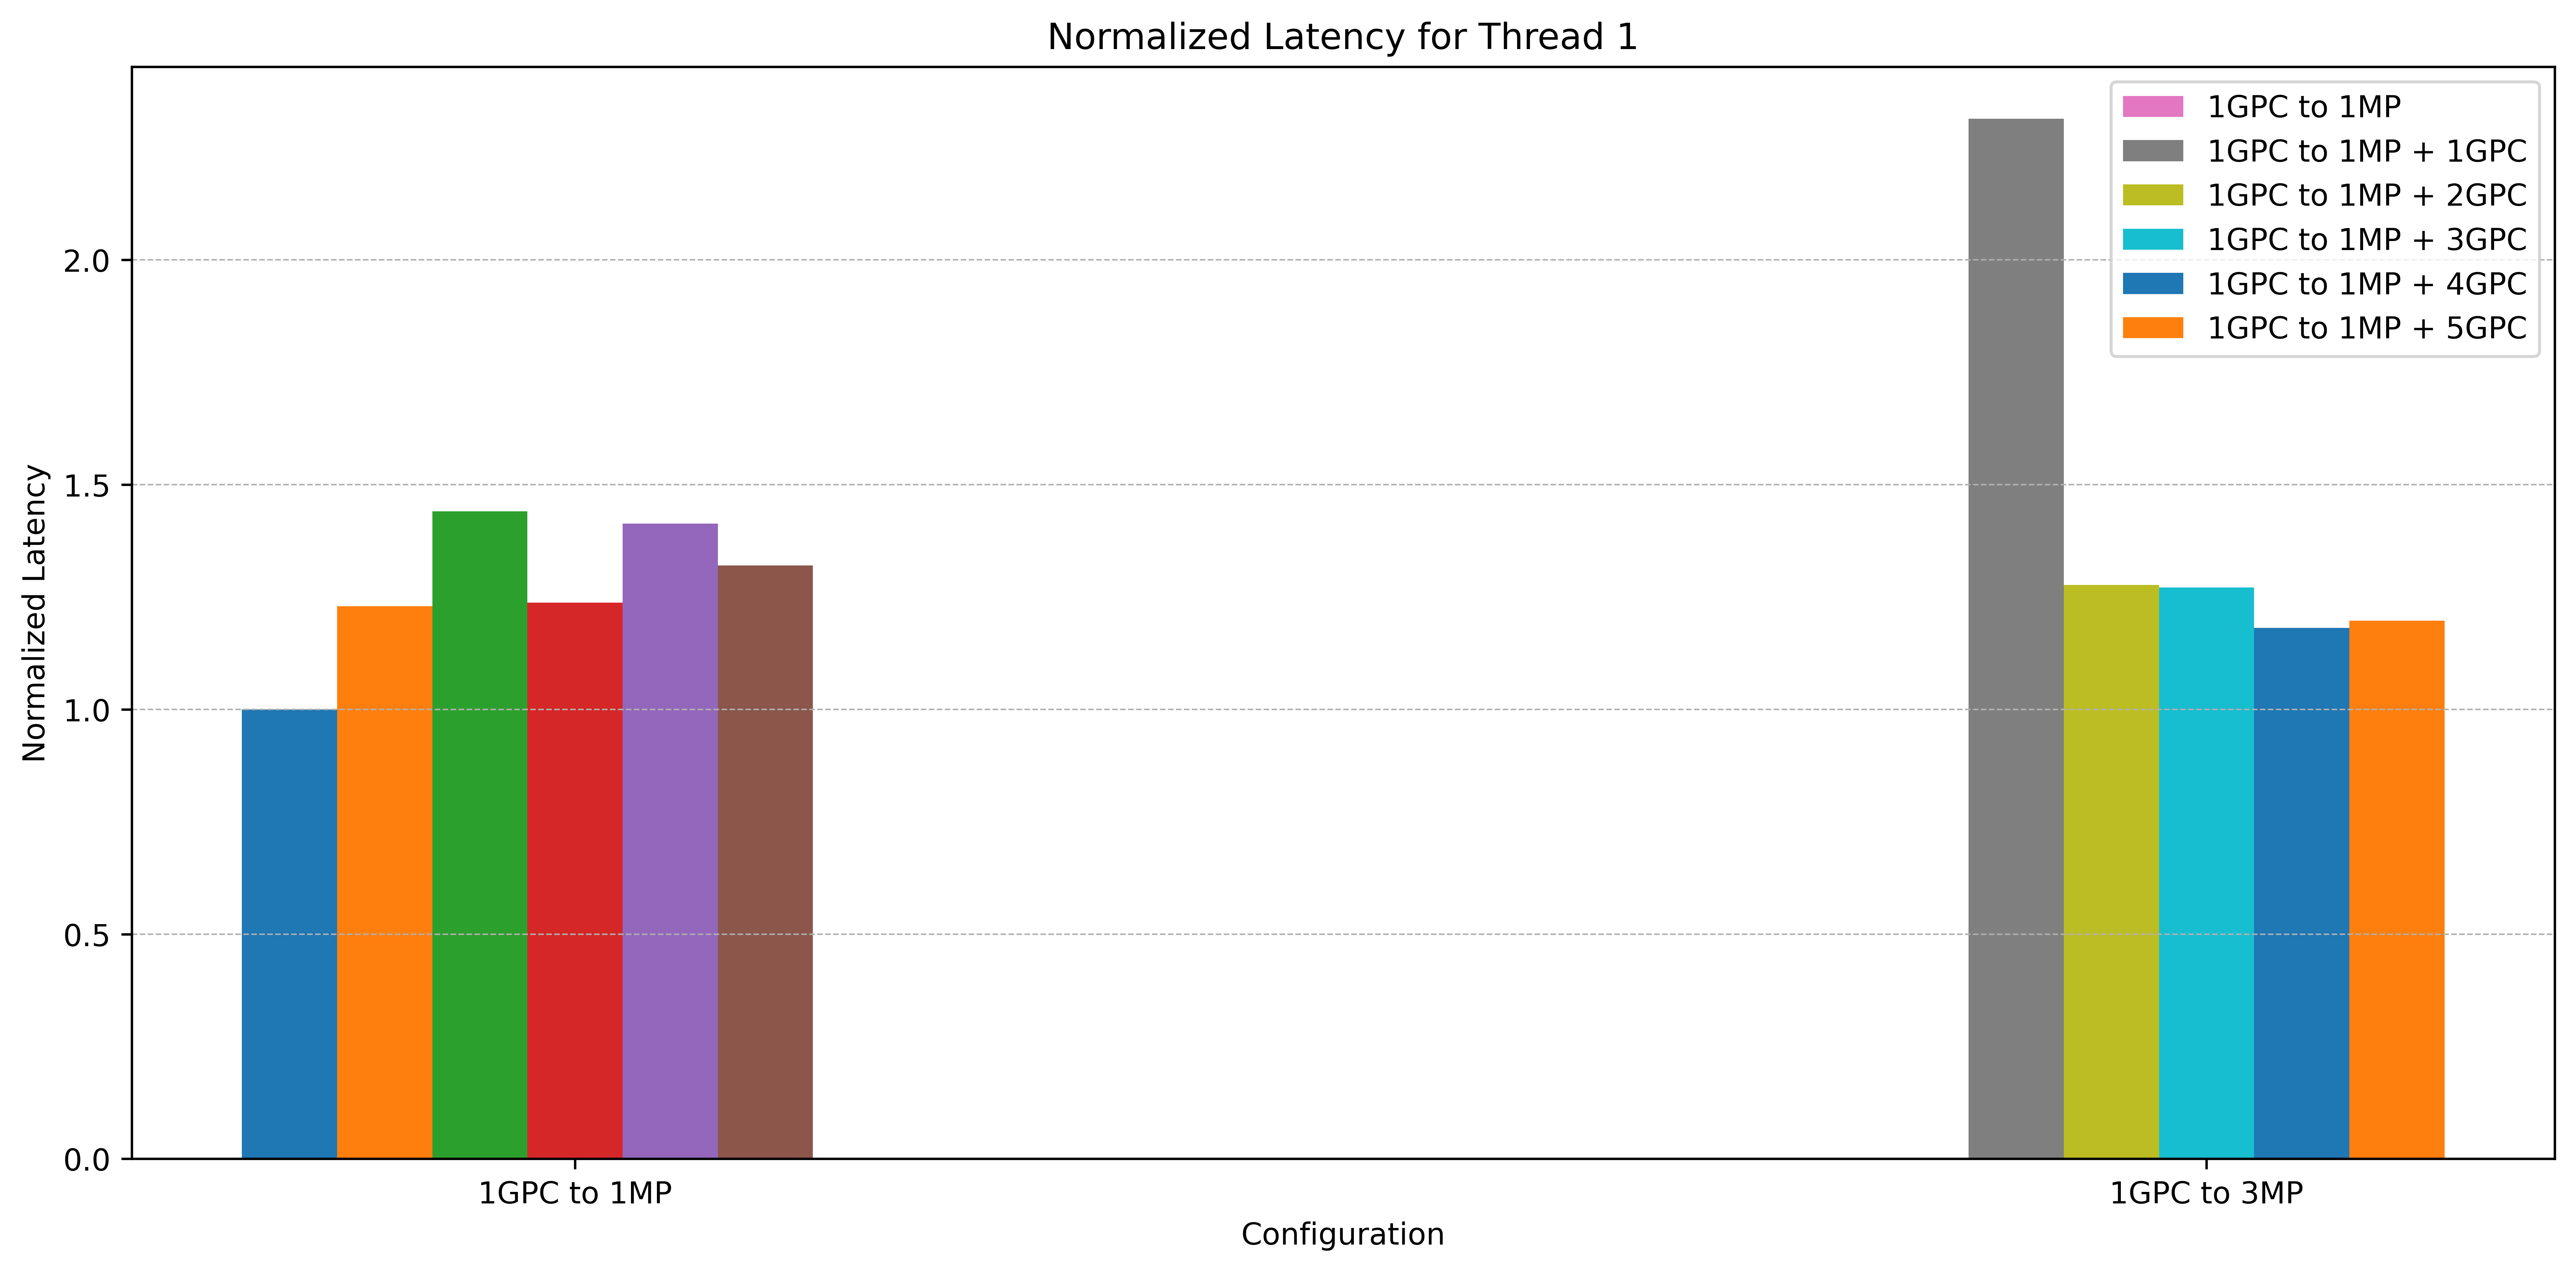 Normalized Latency for Thread 1
1GPC to 1MP
1GPC to 1MP + 1GPC
1GPC to 1MP + 2GPC
1GPC to 1MP + 3GPC
1GPC to 1MP + 4GPC
1GPC to 1MP + 5GPC
Normalized Latency
2.0
1.5
1.0
0.5
0.0
1GPC to 1MP
1GPC to 3MP
Configuration